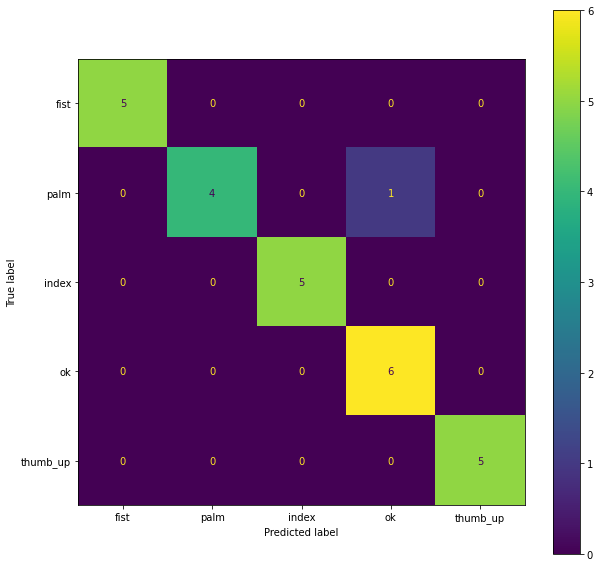 6
fist 5 0 0 0 0
5
palm 0 4 0 1 0
4
index 0 0 5 0 0
3
ok 0 0 0 6 0
2
thumb_up 0 0 0 0 5
1
0
fist palm index ok thumb_up
Predicted label
True label